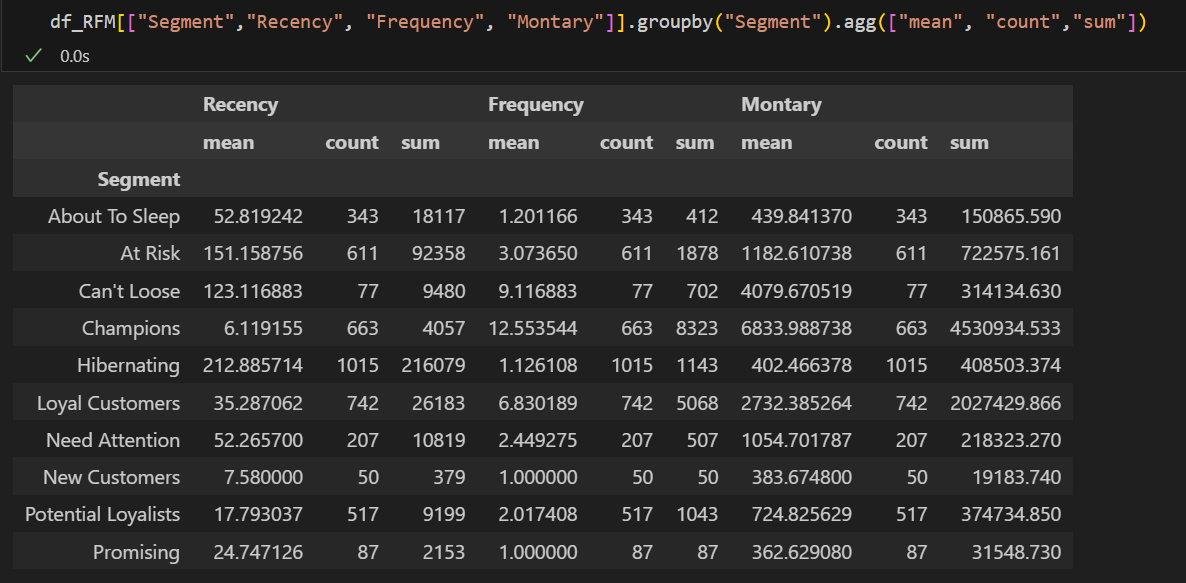 df_RFM[["Segment","Recency", "Frequency", "Montary"]].groupby("Segment").agg(["mean", "count","sum"])
✓ 0.0s
Recency Frequency Montary
mean count sum mean count sum mean count sum
Segment
About To Sleep 52.819242 343 18117 1.201166 343 412 439.841370 343 150865.590
At Risk 151.158756 611 92358 3.073650 611 1878 1182.610738 611 722575.161
Can't Loose 123.116883 77 9480 9.116883 77 702 4079.670519 77 314134.630
Champions 6.119155 663 4057 12.553544 663 8323 6833.988738 663 4530934.533
Hibernating 212.885714 1015 216079 1.126108 1015 1143 402.466378 1015 408503.374
Loyal Customers 35.287062 742 26183 6.830189 742 5068 2732.385264 742 2027429.866
Need Attention 52.265700 207 10819 2.449275 207 507 1054.701787 207 218323.270
New Customers 7.580000 50 379 1.000000 50 50 383.674800 50 19183.740
Potential Loyalists 17.793037 517 9199 2.017408 517 1043 724.825629 517 374734.850
Promising 24.747126 87 2153 1.000000 87 87 362.629080 87 31548.730